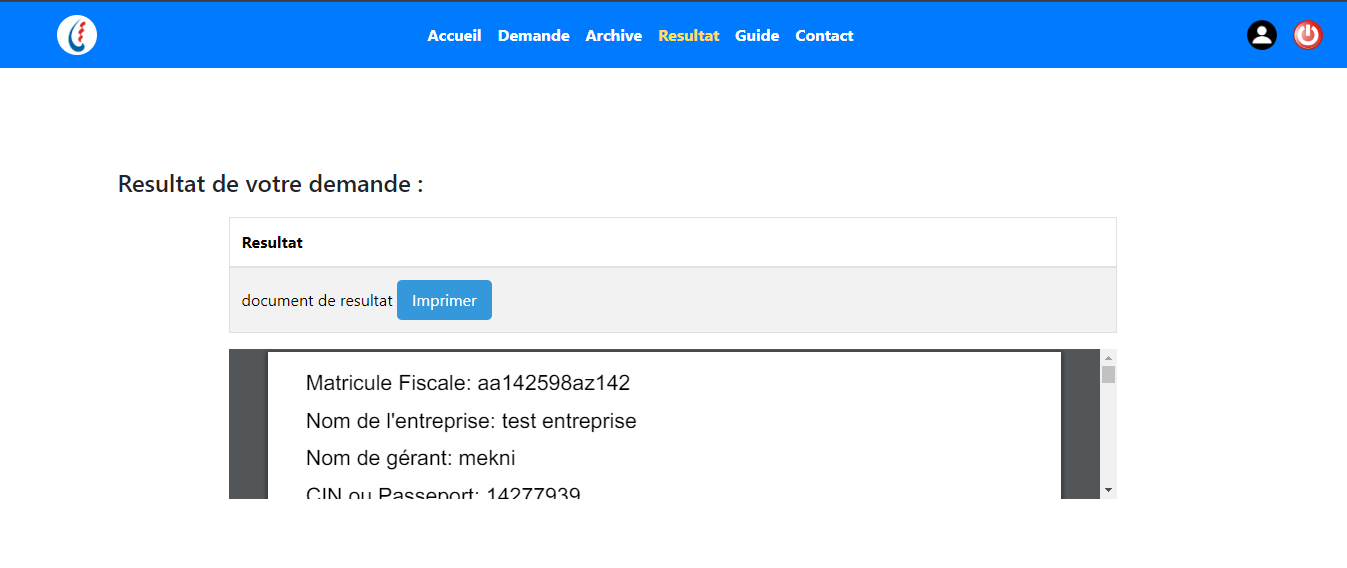 Accueil Demande Archive Resultat Guide Contact
Resultat de votre demande :
Resultat
document de resultat Imprimer
Matricule Fiscale: aa142598az142
Nom de l'entreprise: test entreprise
Nom de gérant: mekni
CIN ou Passeport: 14277939